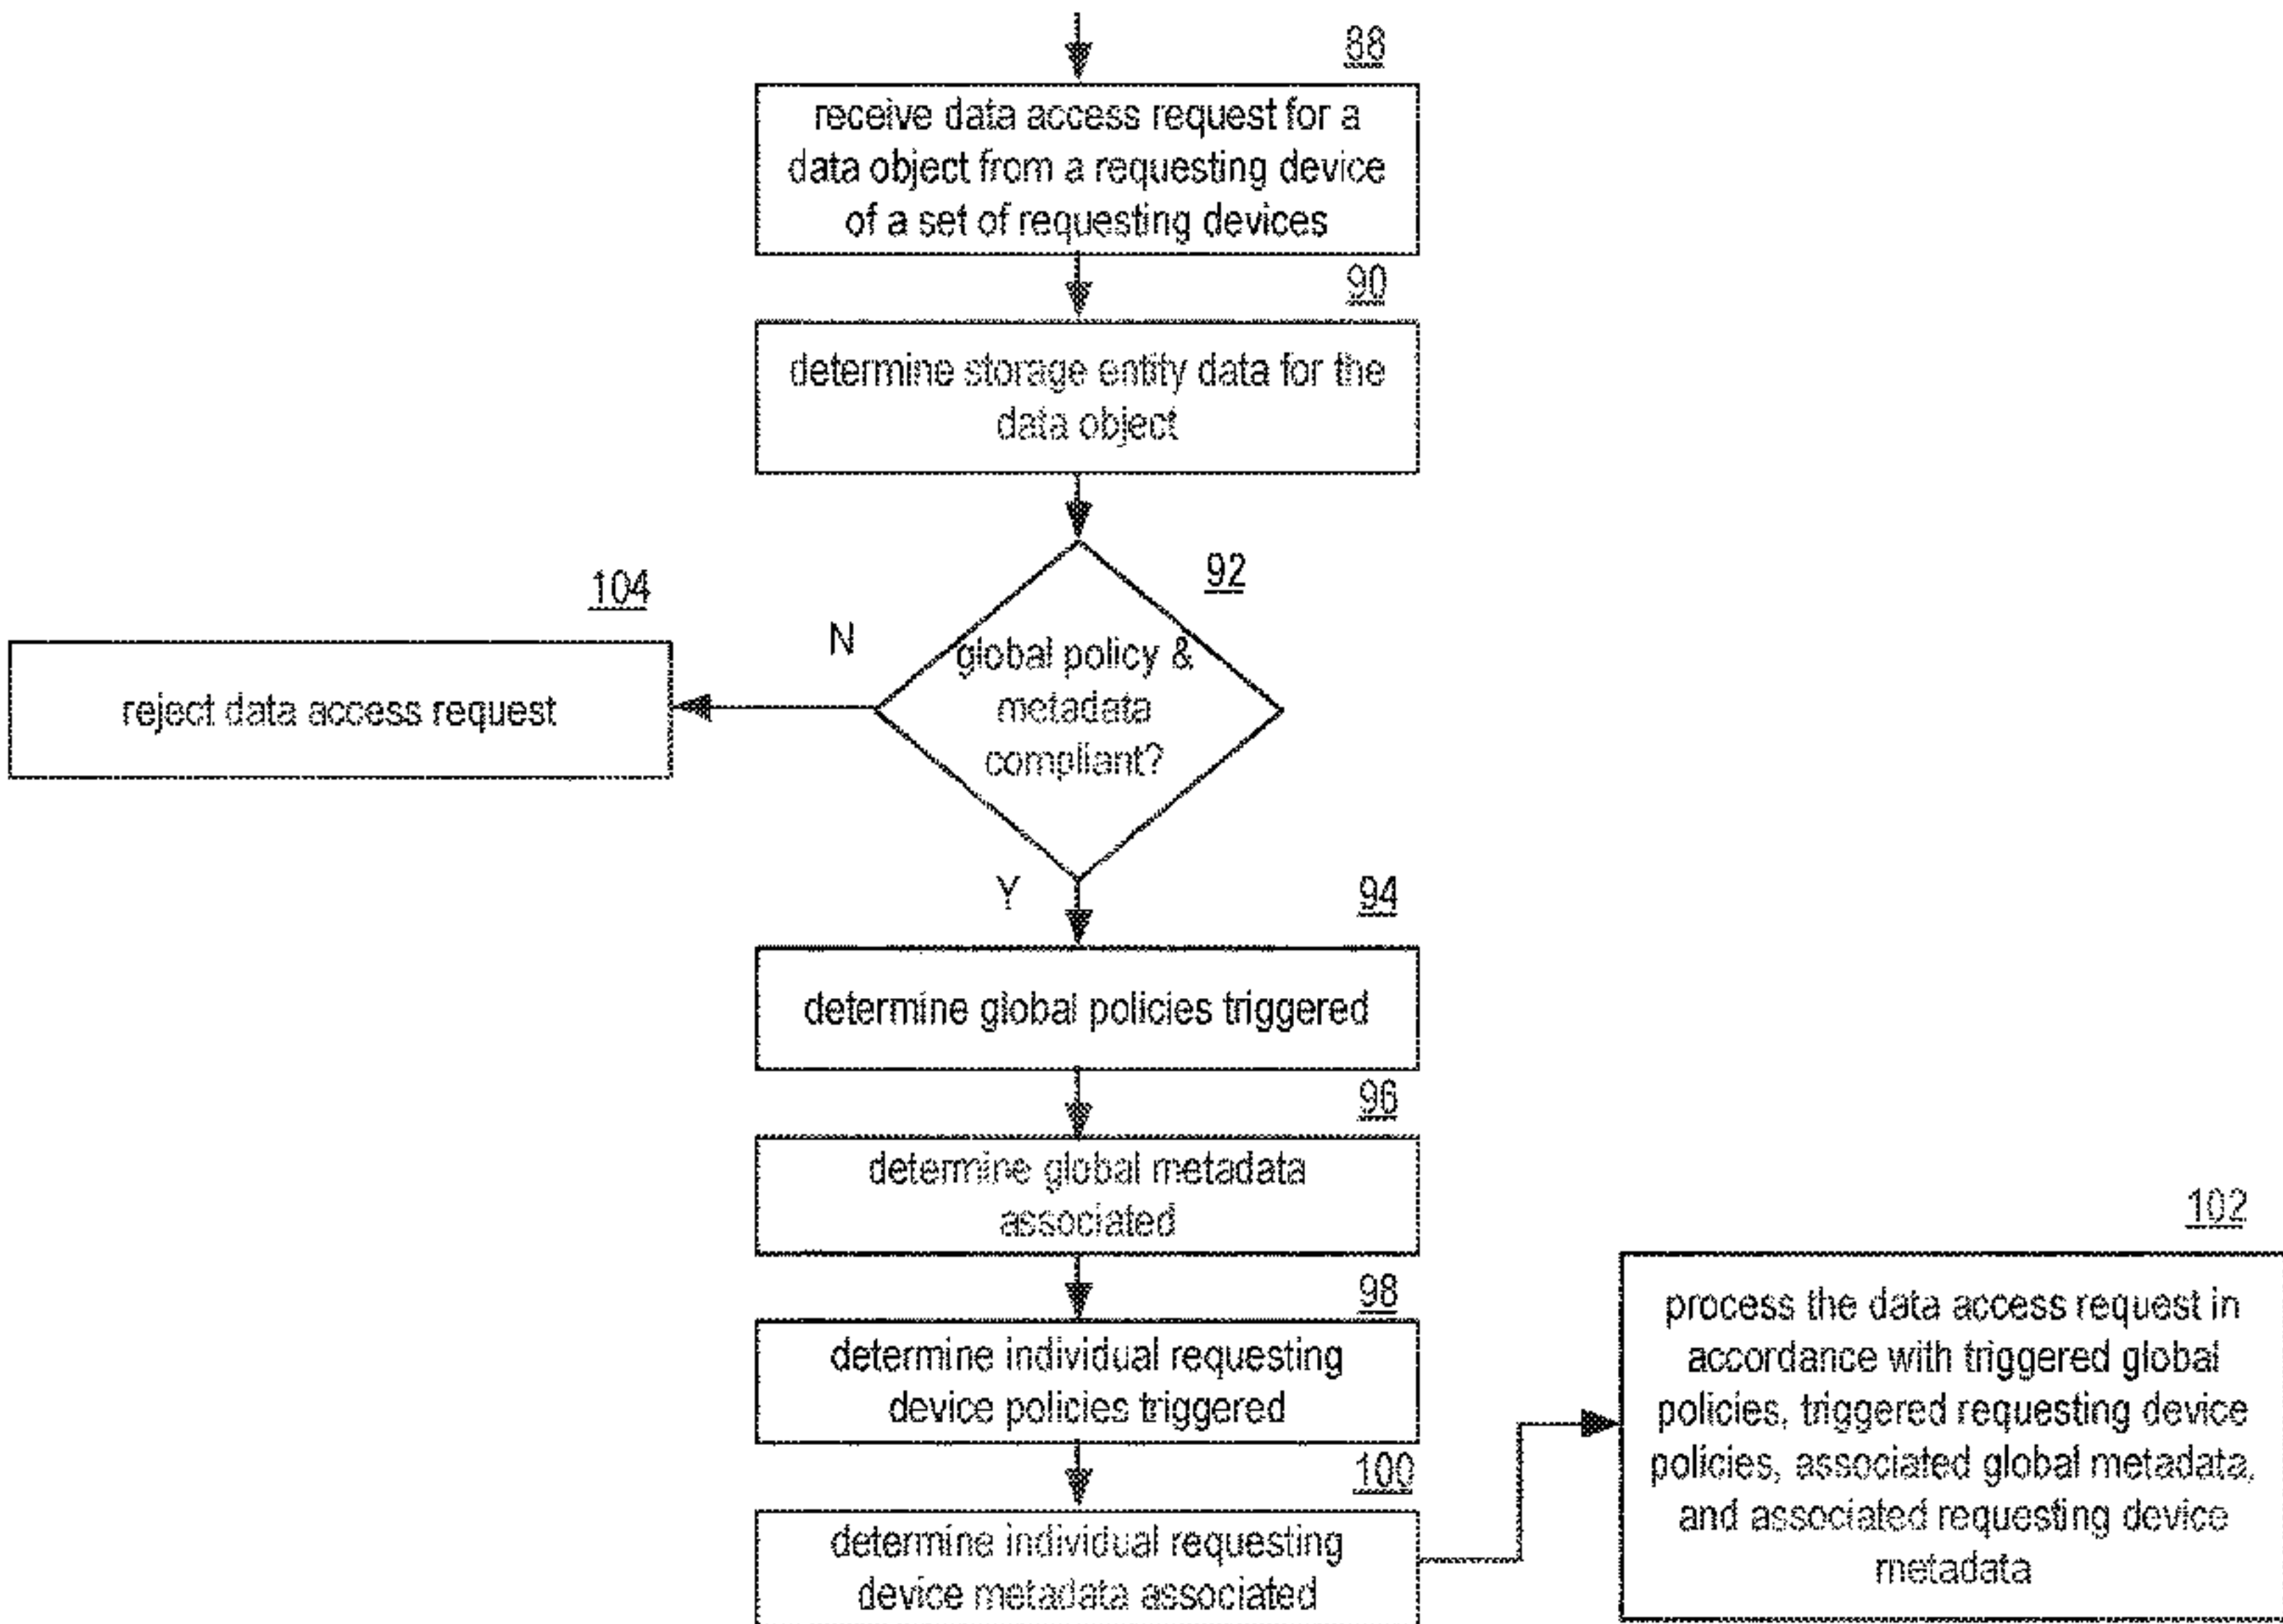 88
receive data access request for a
data object from a requesting device
of a set of requesting devices
90
determine storage entity data for the
data object
92
global policy &
metadata
compliant?
N
104
reject data access request
Y
94
determine global policies triggered
96
determine global metadata
associated
98
determine individual requesting
device policies triggered
100
determine individual requesting
device metadata associated
102
process the data access request in
accordance with triggered global
policies, triggered requesting device
policies, associated global metadata,
and associated requesting device
metadata